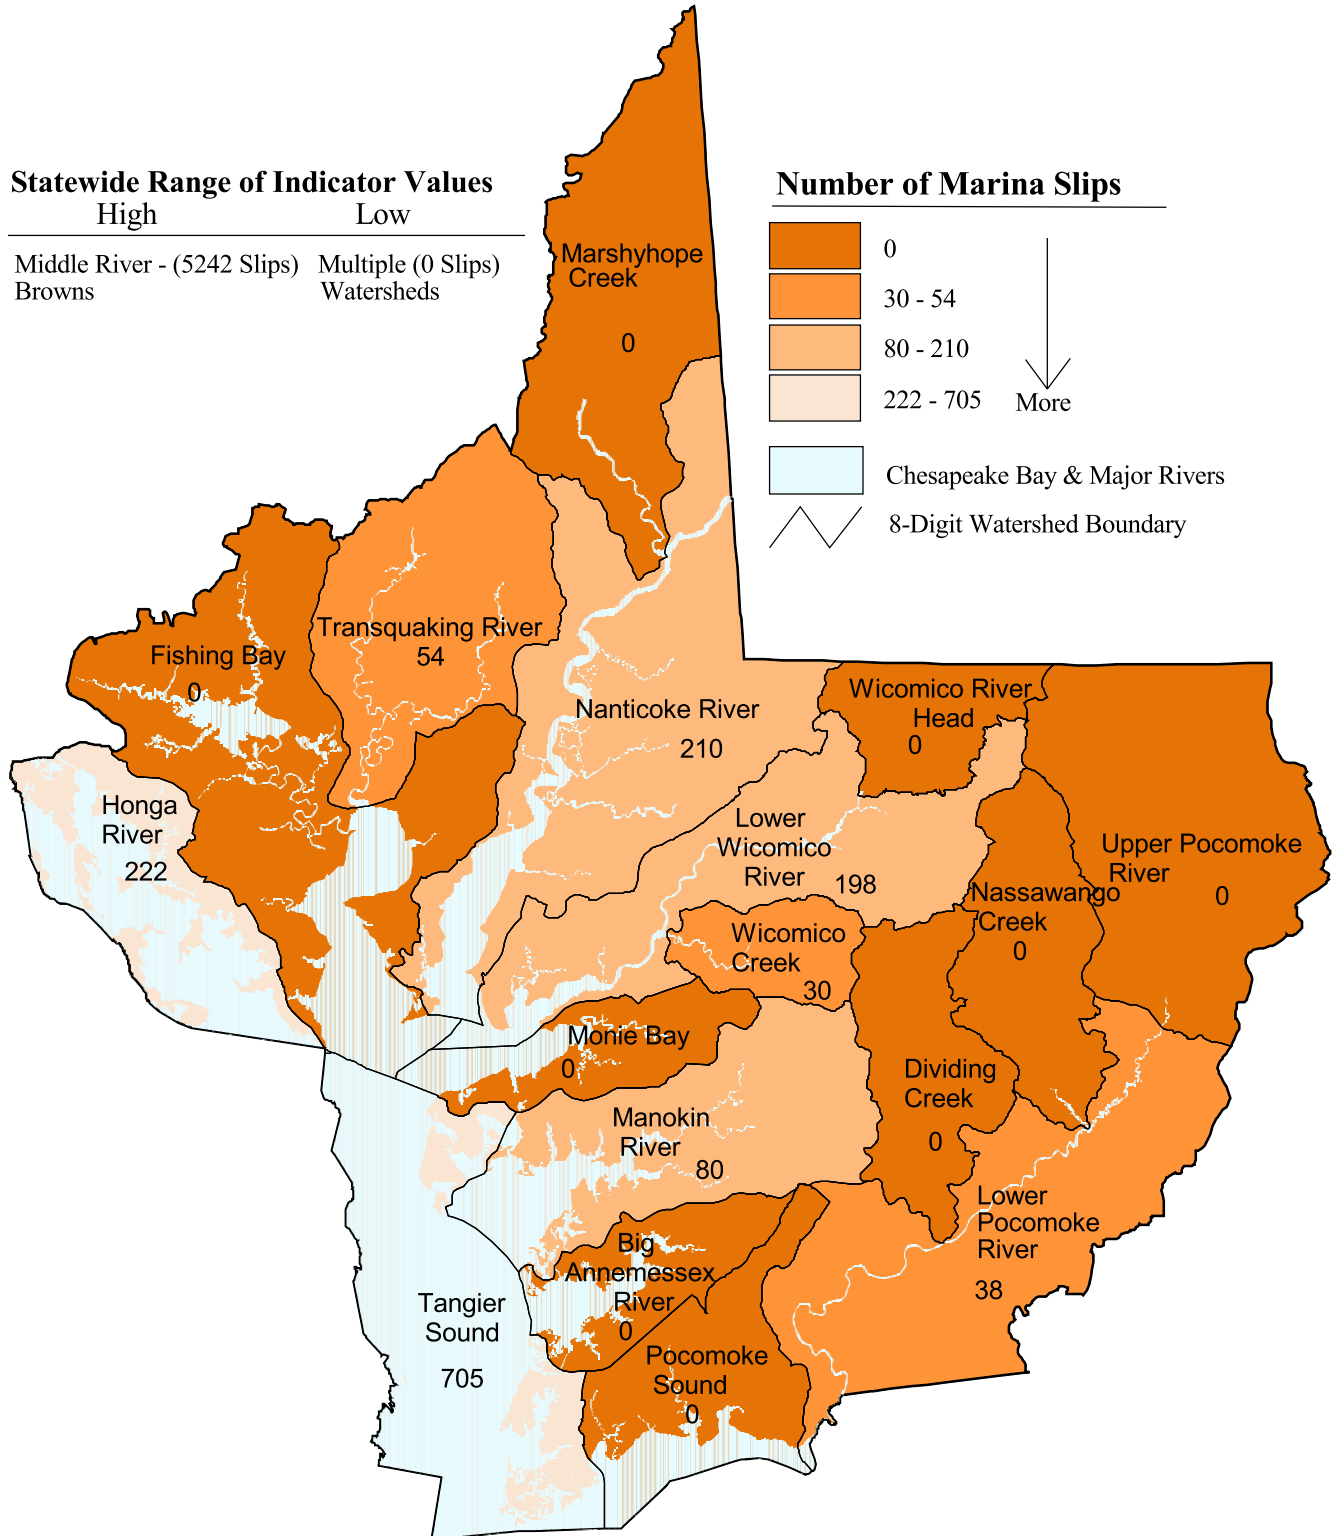 Statewide Range of Indicator Values
High Low
Middle River - (5242 Slips) Multiple (0 Slips)
Browns Watersheds
Number of Marina Slips
0
30 - 54
80 - 210
222 - 705
More
Chesapeake Bay & Major Rivers
8-Digit Watershed Boundary
Marshyhope
Creek
0
Transquaking River
54
Fishing Bay
0
Nanticoke River
210
Wicomico River
Head
0
Honga
River
222
Lower
Wicomico
River 198
Upper Pocomoke
River
0
Nassawango
Creek
0
Wicomico
Creek
30
Monie Bay
0
Dividing
Creek
0
Manokin
River
80
Lower
Pocomoke
River
38
Big
Annemessex
River
0
Tangier
Sound
705
Pocomoke
Sound
0